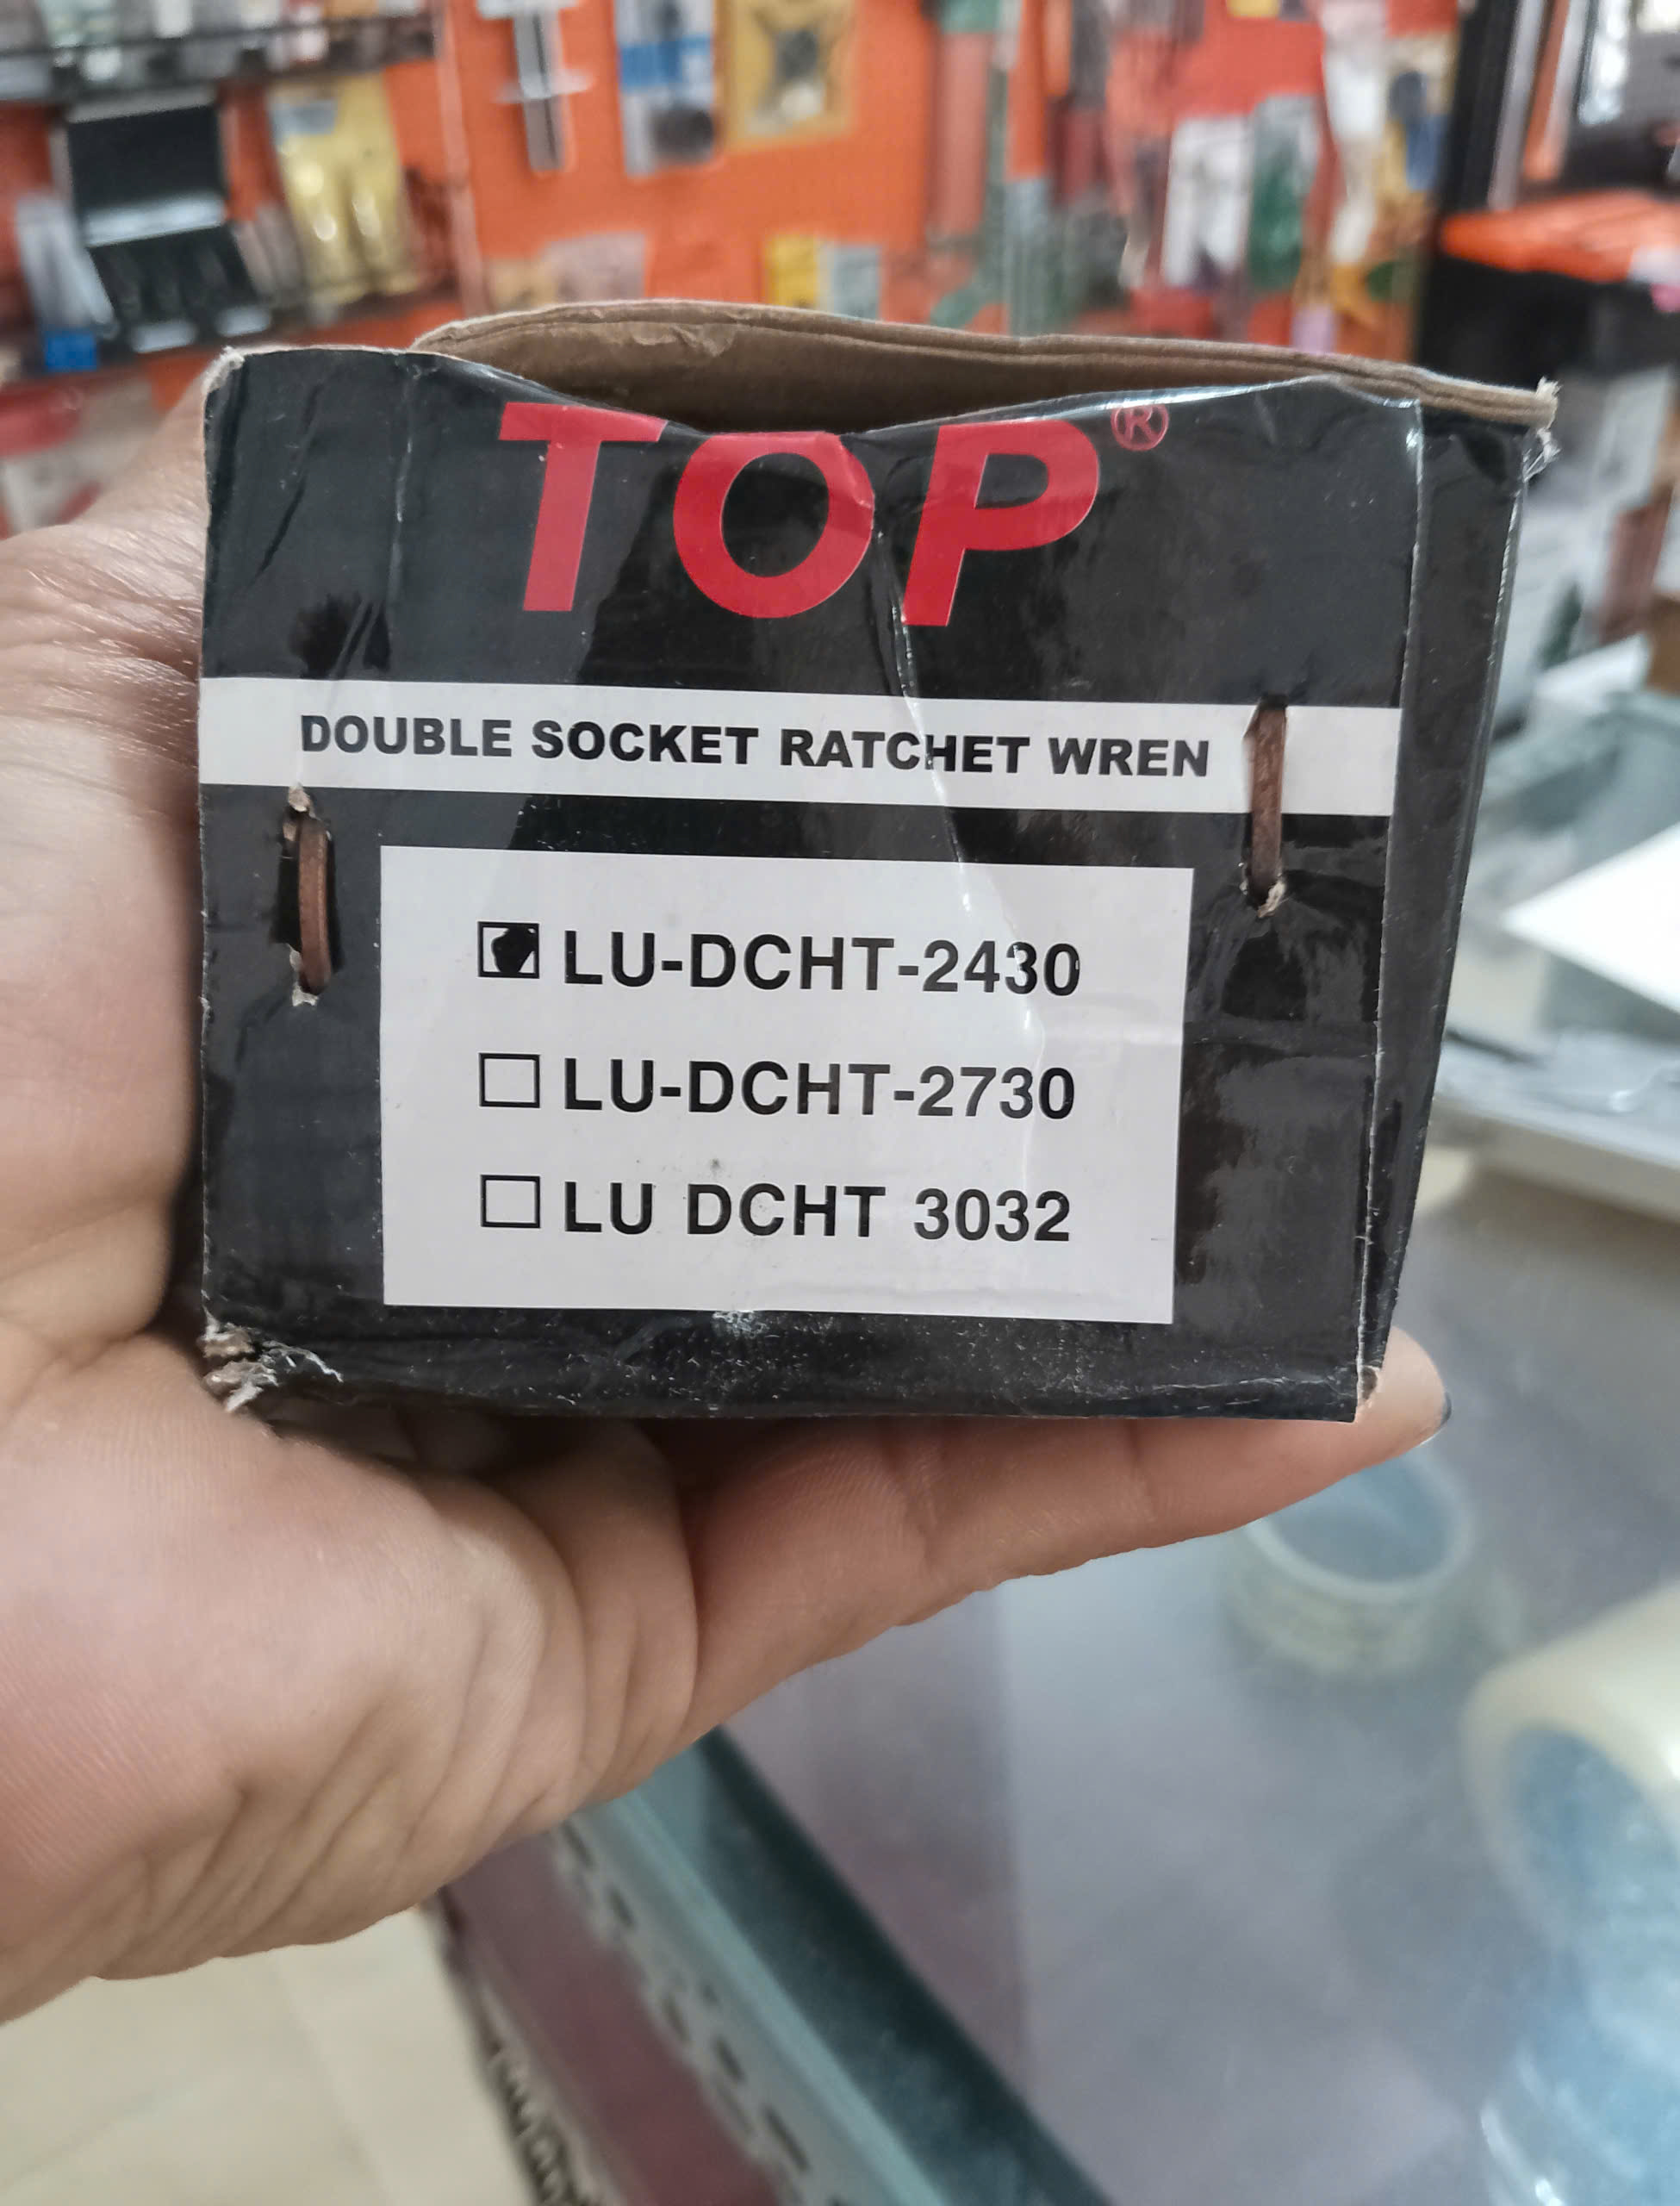 TOP®
DOUBLE SOCKET RATCHET WREN
LU-DCHT-2430
LU-DCHT-2730
LU DCHT 3032